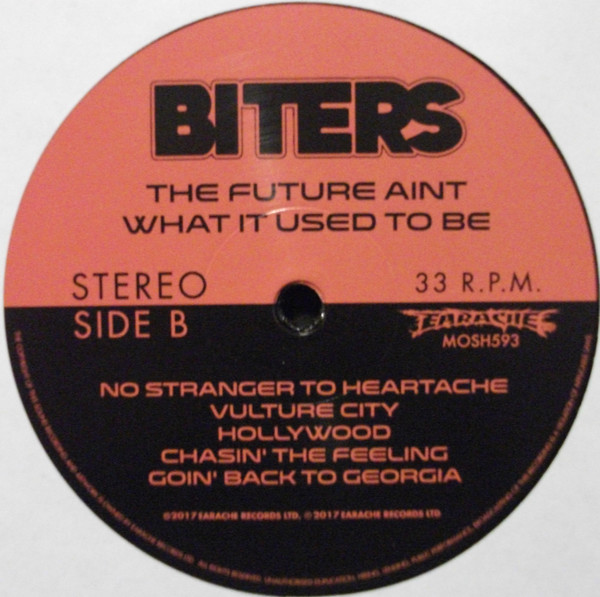 BITERS
THE FUTURE AINT
WHAT IT USED TO BE
STEREO
33 R.P.M.
SIDE B
EARACHE
MOSH593
NO STRANGER TO HEARTACHE
VULTURE CITY
HOLLYWOOD
CHASIN' THE FEELING
GOIN' BACK TO GEORGIA
©2017 EARACHE RECORDS LTD. ℗2017 EARACHE RECORDS LTD